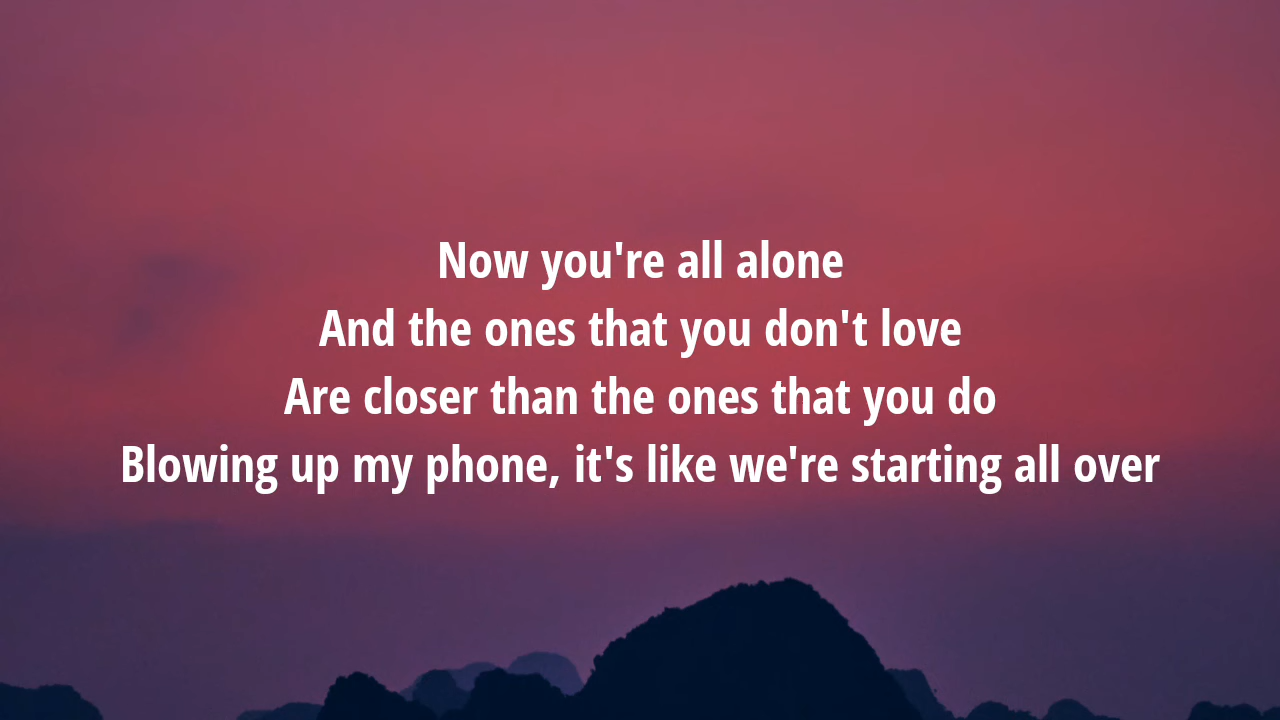 Now you're all alone
And the ones that you don't love
Are closer than the ones that you do
Blowing up my phone, it's like we're starting all over